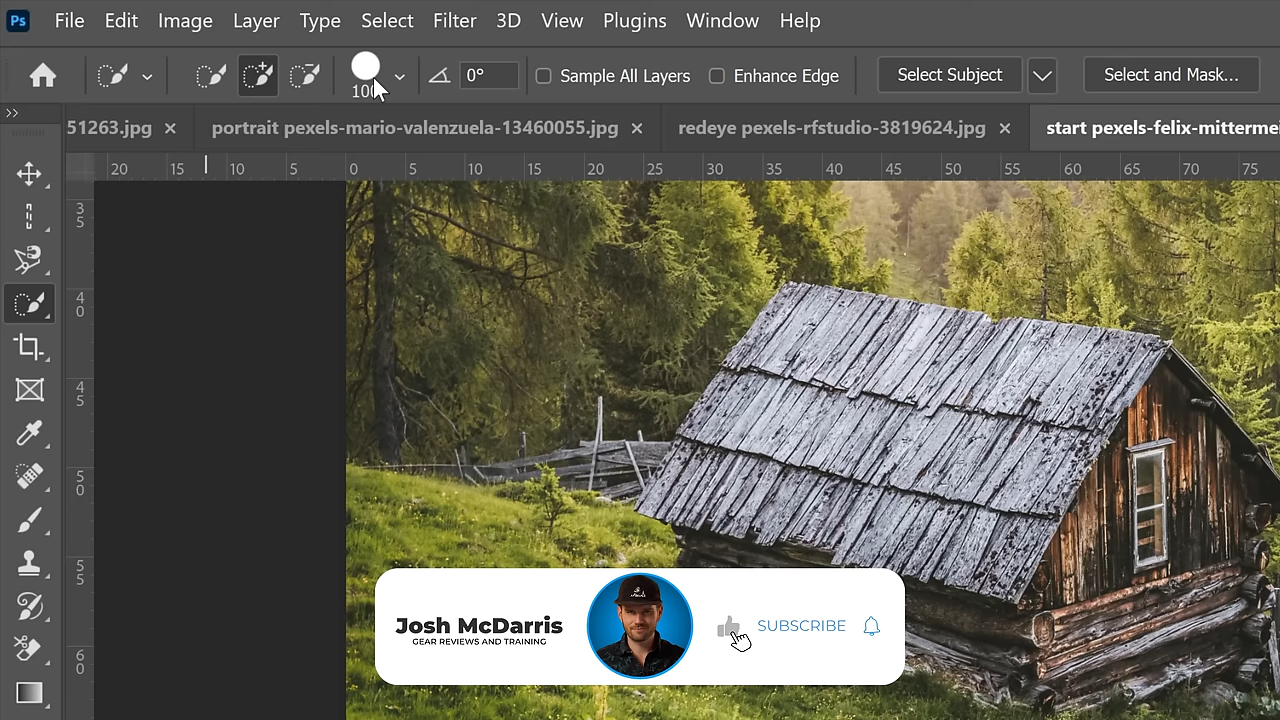 Ps File Edit Image Layer Type Select Filter 3D View Plugins Window Help
0° Sample All Layers Enhance Edge Select Subject Select and Mask...
51263.jpg × portrait pexels-mario-valenzuela-13460055.jpg × redeye pexels-rfstudio-3819624.jpg × start pexels-felix-mitterme
20 15 10 5 0 5 10 15 20 25 30 35 40 45 50 55 60 65 70 75
35
40
45
50
55
60
Josh McDarris
GEAR REVIEWS AND TRAINING
SUBSCRIBE